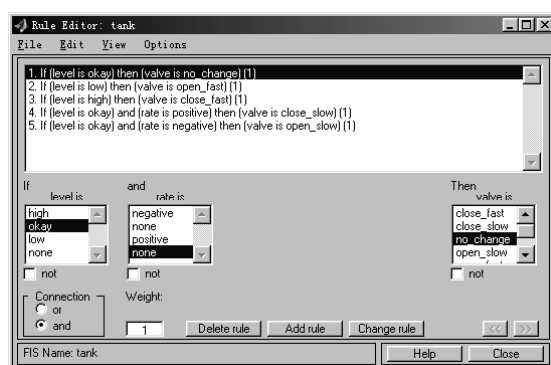 Rule Editor: tank
File Edit View Options
1. If (level is okay) then (valve is no_change) (1)
2. If (level is low) then (valve is open_fast) (1)
3. If (level is high) then (valve is close_fast) (1)
4. If (level is okay) and (rate is positive) then (valve is close_slow) (1)
5. If (level is okay) and (rate is negative) then (valve is open_slow) (1)
If and Then
level is rate is valve is
high negative close_fast
okay none close_slow
low positive no_change
none none open_slow
not not not
Connection Weight:
or
and 1 Delete rule Add rule Change rule << >>
FIS Name: tank Help Close